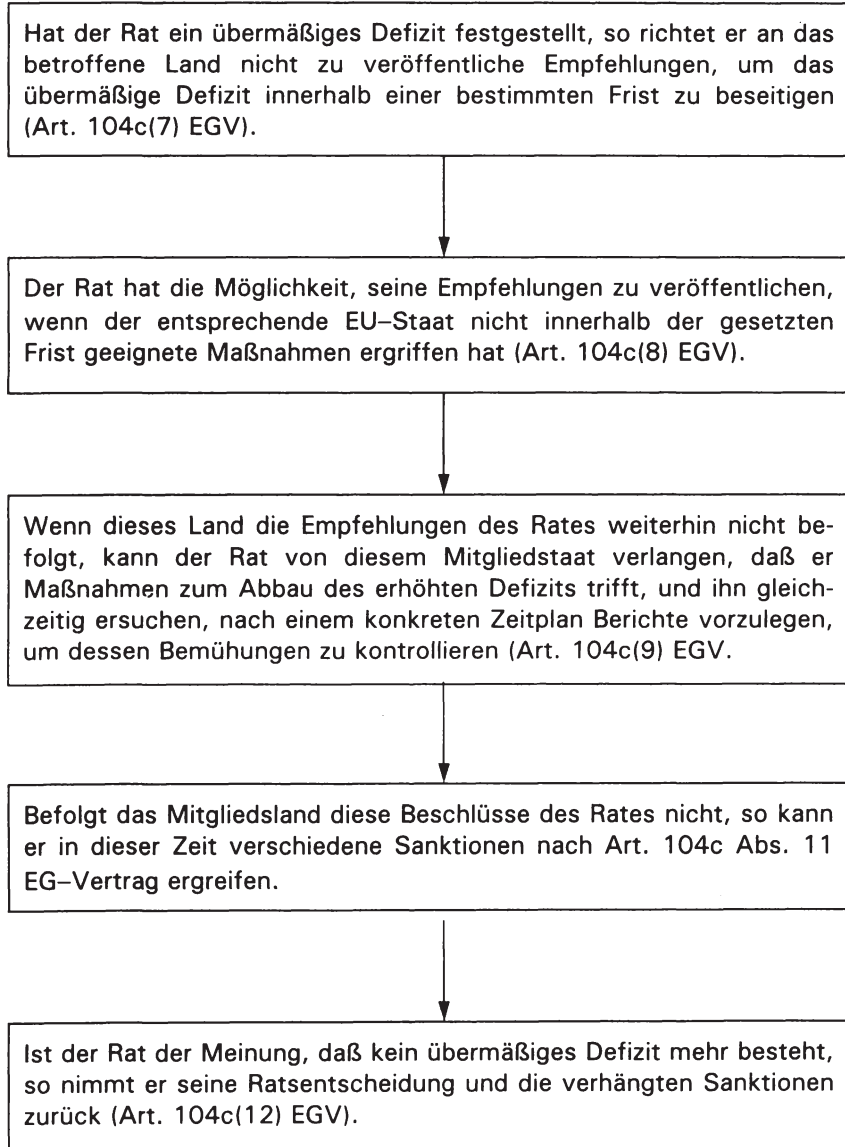 Hat der Rat ein übermäßiges Defizit festgestellt, so richtet er an das
betroffene Land nicht zu veröffentliche Empfehlungen, um das
übermäßige Defizit innerhalb einer bestimmten Frist zu beseitigen
(Art. 104c(7) EGV).
Der Rat hat die Möglichkeit, seine Empfehlungen zu veröffentlichen,
wenn der entsprechende EU–Staat nicht innerhalb der gesetzten
Frist geeignete Maßnahmen ergriffen hat (Art. 104c(8) EGV).
Wenn dieses Land die Empfehlungen des Rates weiterhin nicht be-
folgt, kann der Rat von diesem Mitgliedstaat verlangen, daß er
Maßnahmen zum Abbau des erhöhten Defizits trifft, und ihn gleich-
zeitig ersuchen, nach einem konkreten Zeitplan Berichte vorzulegen,
um dessen Bemühungen zu kontrollieren (Art. 104c(9) EGV.
Befolgt das Mitgliedsland diese Beschlüsse des Rates nicht, so kann
er in dieser Zeit verschiedene Sanktionen nach Art. 104c Abs. 11
EG–Vertrag ergreifen.
Ist der Rat der Meinung, daß kein übermäßiges Defizit mehr besteht,
so nimmt er seine Ratsentscheidung und die verhängten Sanktionen
zurück (Art. 104c(12) EGV).